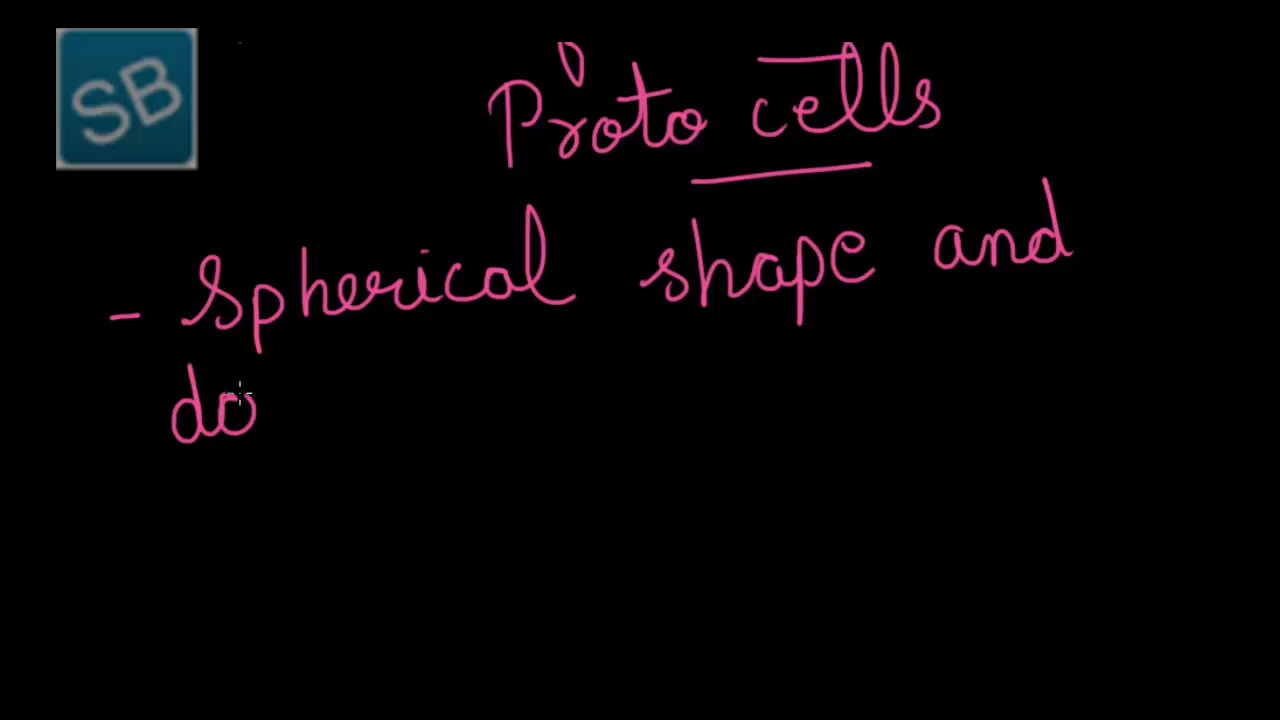 SB
Proto cells
- Spherical shape and
do